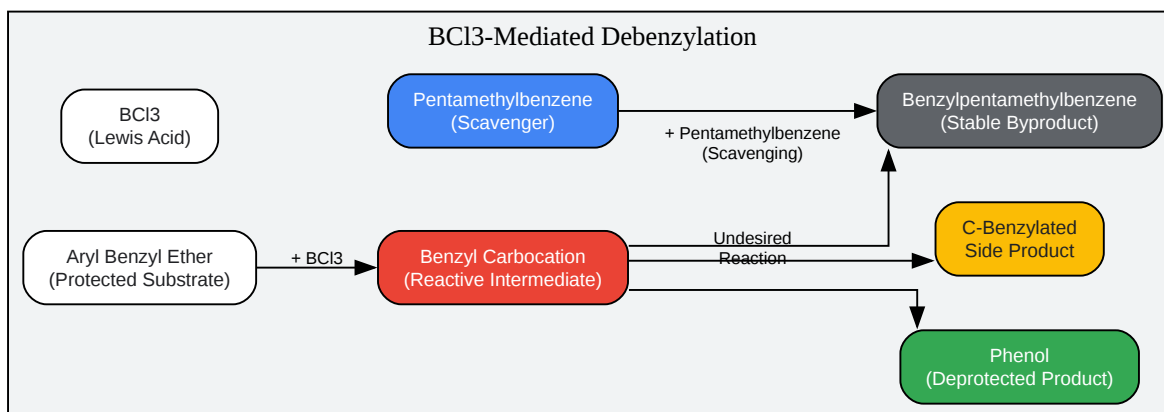 BCl3-Mediated Debenzylation
BCl3
(Lewis Acid)
Pentamethylbenzene
(Scavenger)
+ Pentamethylbenzene
(Scavenging)
Benzylpentamethylbenzene
(Stable Byproduct)
Aryl Benzyl Ether
(Protected Substrate)
+ BCl3
Benzyl Carbocation
(Reactive Intermediate)
Undesired
Reaction
C-Benzylated
Side Product
Phenol
(Deprotected Product)